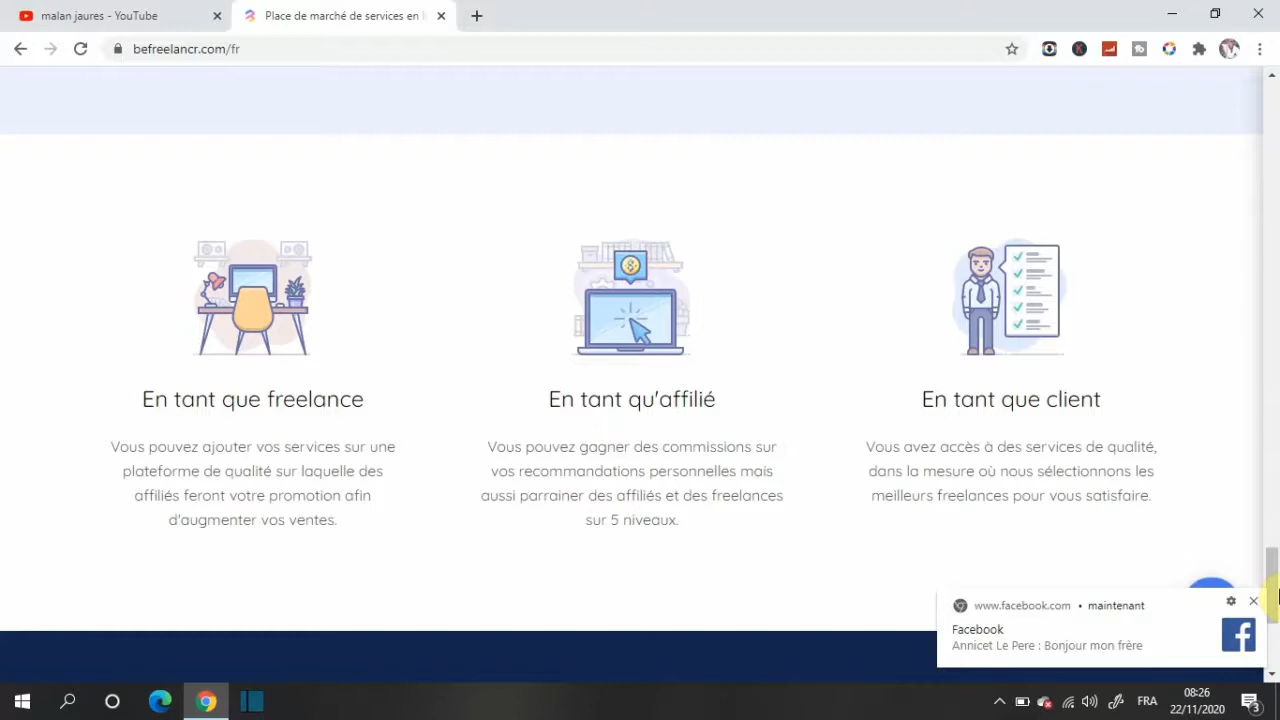 malan jaures - YouTube
Place de marché de services en
befreelancr.com/fr
En tant que freelance
Vous pouvez ajouter vos services sur une
plateforme de qualité sur laquelle des
affiliés feront votre promotion afin
d'augmenter vos ventes.
En tant qu'affilié
Vous pouvez gagner des commissions sur
vos recommandations personnelles mais
aussi parrainer des affiliés et des freelances
sur 5 niveaux.
En tant que client
Vous avez accès à des services de qualité,
dans la mesure où nous sélectionnons les
meilleurs freelances pour vous satisfaire.
www.facebook.com • maintenant
Facebook
Annicet Le Pere : Bonjour mon frère
FRA
08:26
22/11/2020
3